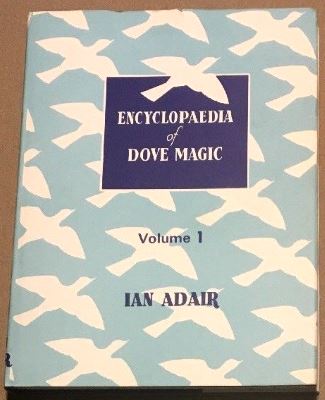 ENCYCLOPAEDIA
of
DOVE MAGIC
Volume 1
IAN ADAIR
R